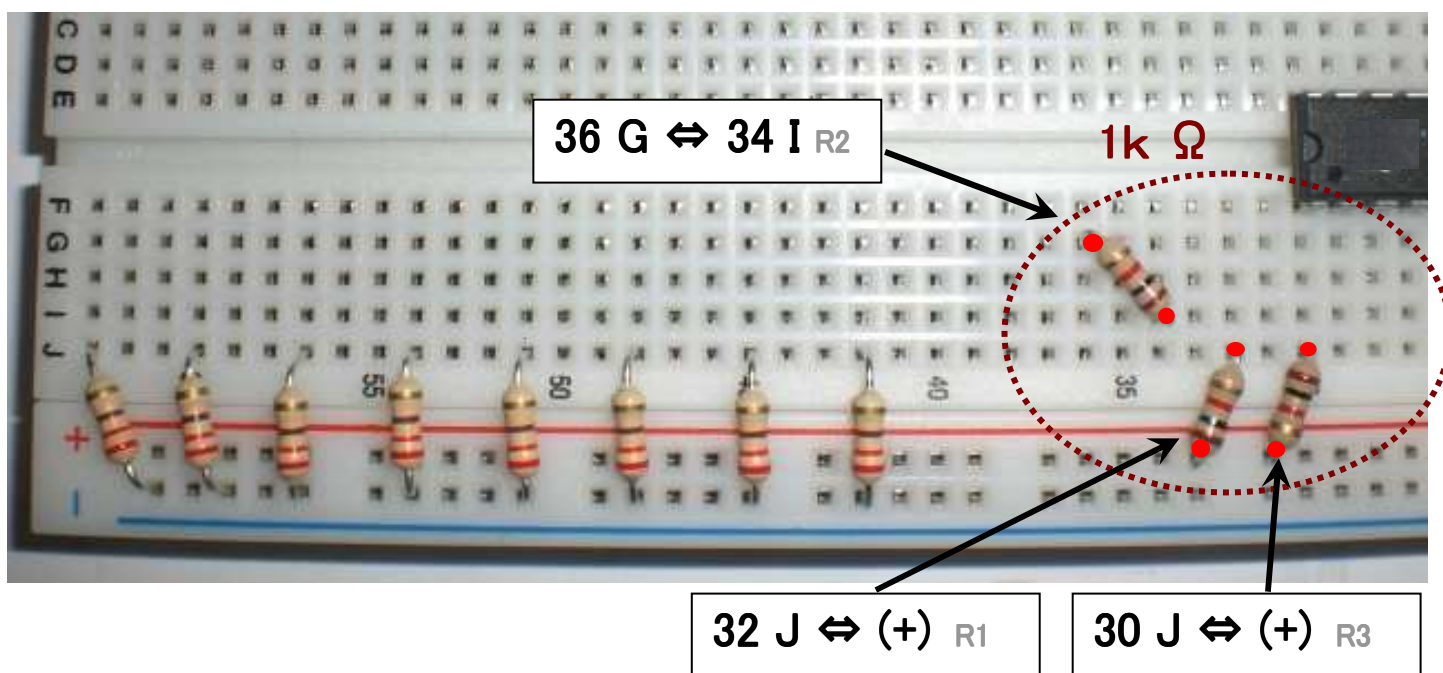 C
D
E
36 G ⇔ 34 I R2
1k Ω
F
G
H
I
J
55
50
40
35
+
−
32 J ⇔ (+) R1
30 J ⇔ (+) R3